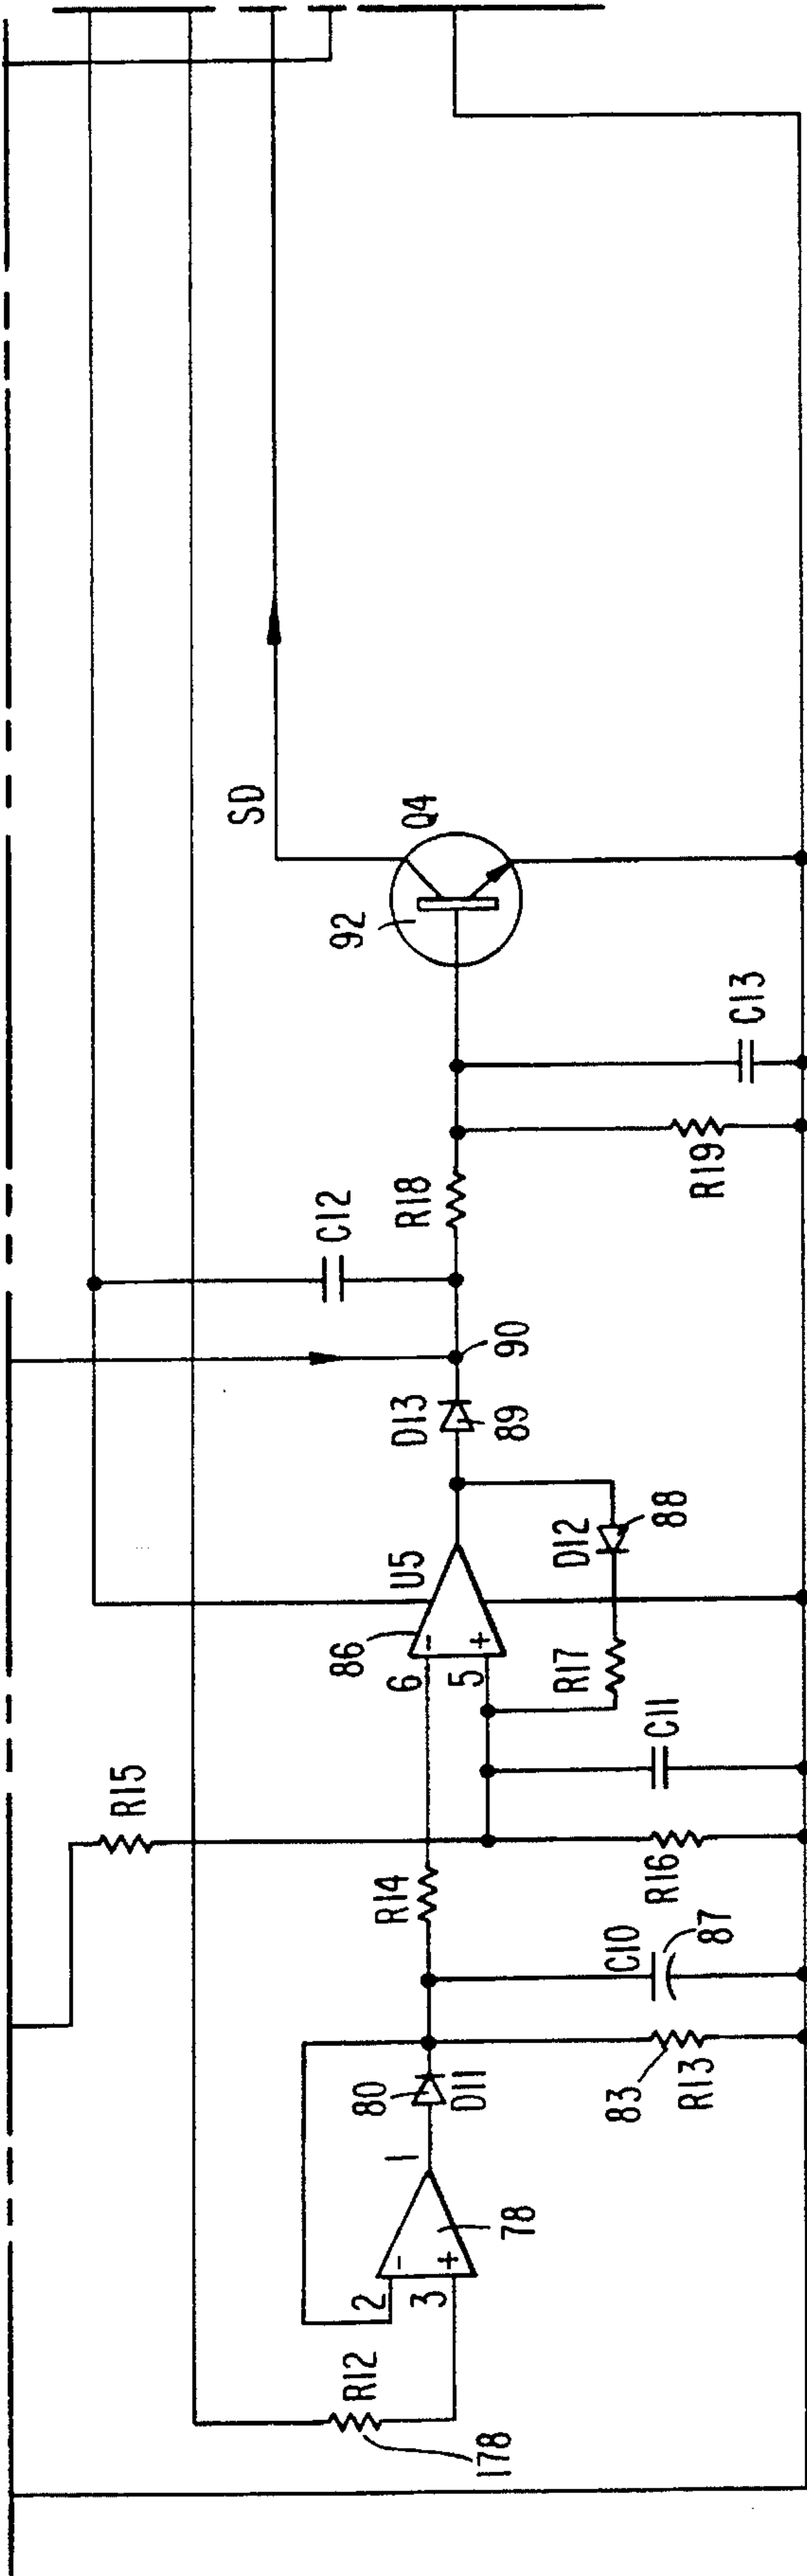 SD
Q4
92
C13
R19
R18
C12
90
D13
89
U5
86
6
5
-
+
D12
88
R17
C11
R15
R16
R14
C10
87
83
R13
80
D11
1
78
-
+
2
3
R12
178